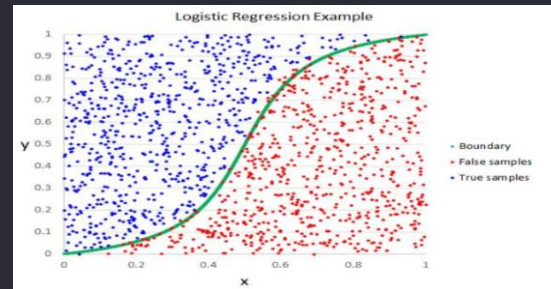 Logistic Regression Example
1
0.9
0.8
0.7
0.6
y 0.5
0.4
0.3
0.2
0.1
0
0 0.2 0.4 0.6 0.8 1
x
Boundary
False samples
True samples